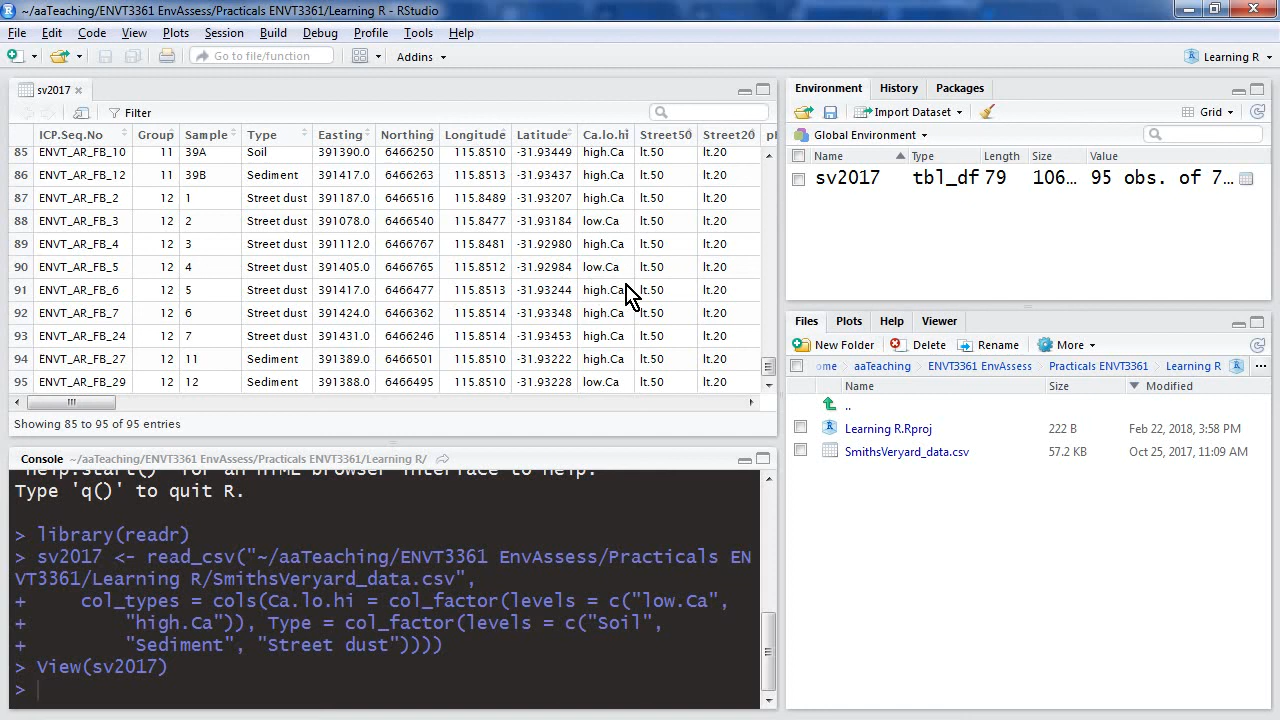 ~/aaTeaching/ENVT3361 EnvAssess/Practicals ENVT3361/Learning R - RStudio
File Edit Code View Plots Session Build Debug Profile Tools Help
Go to file/function Addins Learning R
sv2017
Filter
ICP.Seq.No Group Sample Type Easting Northing Longitude Latitude Ca.lo.hi Street50 Street20 pH
85 ENVT_AR_FB_10 11 39A Soil 391390.0 6466250 115.8510 -31.93449 high.Ca lt.50 lt.20
86 ENVT_AR_FB_12 11 39B Sediment 391417.0 6466263 115.8513 -31.93437 high.Ca lt.50 lt.20
87 ENVT_AR_FB_2 12 1 Street dust 391187.0 6466516 115.8489 -31.93207 high.Ca lt.50 lt.20
88 ENVT_AR_FB_3 12 2 Street dust 391078.0 6466540 115.8477 -31.93184 low.Ca lt.50 lt.20
89 ENVT_AR_FB_4 12 3 Street dust 391112.0 6466767 115.8481 -31.92980 high.Ca lt.50 lt.20
90 ENVT_AR_FB_5 12 4 Street dust 391405.0 6466765 115.8512 -31.92984 low.Ca lt.50 lt.20
91 ENVT_AR_FB_6 12 5 Street dust 391417.0 6466477 115.8513 -31.93244 high.Ca lt.50 lt.20
92 ENVT_AR_FB_7 12 6 Street dust 391424.0 6466362 115.8514 -31.93348 high.Ca lt.50 lt.20
93 ENVT_AR_FB_24 12 7 Street dust 391431.0 6466246 115.8514 -31.93453 high.Ca lt.50 lt.20
94 ENVT_AR_FB_27 12 11 Sediment 391389.0 6466501 115.8510 -31.93222 high.Ca lt.50 lt.20
95 ENVT_AR_FB_29 12 12 Sediment 391388.0 6466495 115.8510 -31.93228 low.Ca lt.50 lt.20
Showing 85 to 95 of 95 entries
Console ~/aaTeaching/ENVT3361 EnvAssess/Practicals ENVT3361/Learning R/
'help.start()' for an HTML browser interface to help.
Type 'q()' to quit R.
> library(readr)
> sv2017 <- read_csv("~/aaTeaching/ENVT3361 EnvAssess/Practicals EN
VT3361/Learning R/SmithsVeryard_data.csv",
+ col_types = cols(Ca.lo.hi = col_factor(levels = c("low.Ca",
+ "high.Ca")), Type = col_factor(levels = c("Soil",
+ "Sediment", "Street dust"))))
> View(sv2017)
>
Environment History Packages
Import Dataset Grid
Global Environment
Name Type Length Size Value
sv2017 tbl_df 79 106… 95 obs. of 7…
Files Plots Help Viewer
New Folder Delete Rename More
ome aaTeaching ENVT3361 EnvAssess Practicals ENVT3361 Learning R ...
Name Size Modified
..
Learning R.Rproj 222 B Feb 22, 2018, 3:58 PM
SmithsVeryard_data.csv 57.2 KB Oct 25, 2017, 11:09 AM